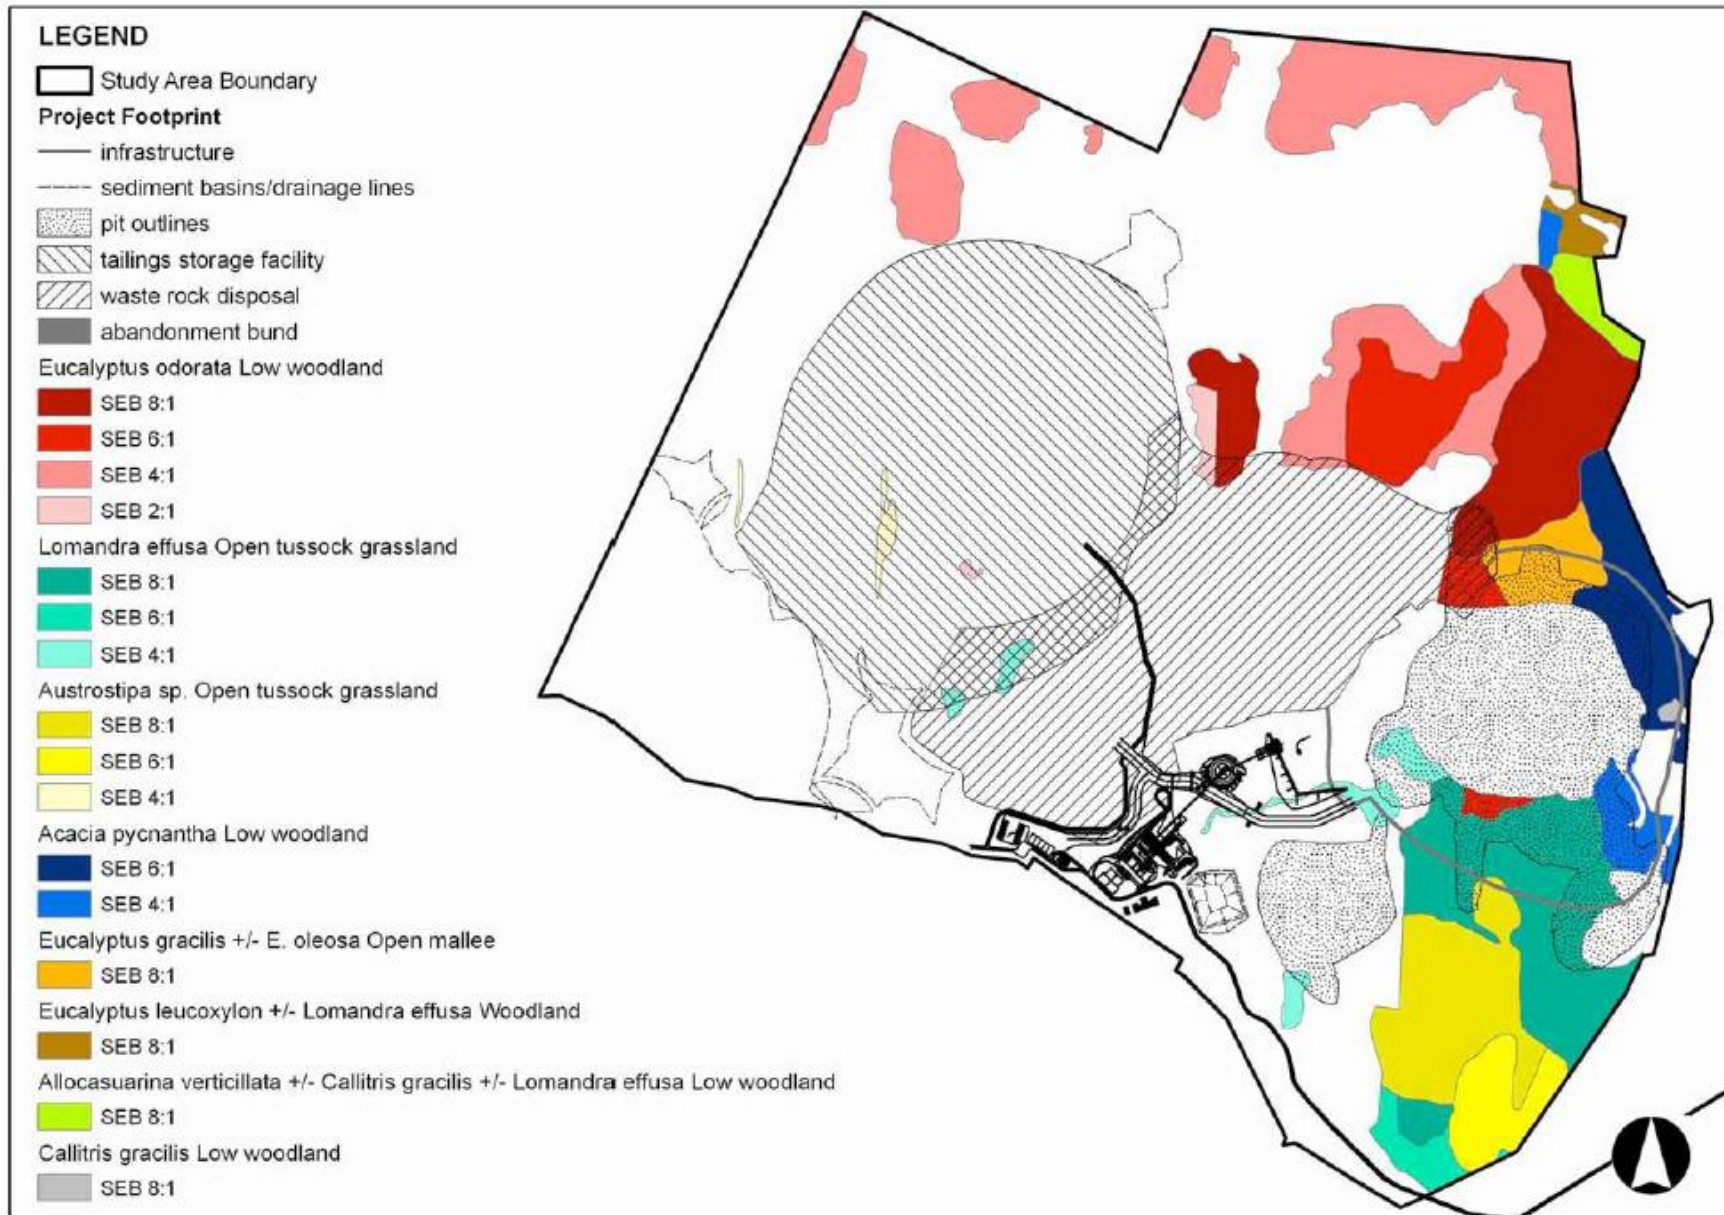 LEGEND
Study Area Boundary
Project Footprint
infrastructure
sediment basins/drainage lines
pit outlines
tailings storage facility
waste rock disposal
abandonment bund
Eucalyptus odorata Low woodland
SEB 8:1
SEB 6:1
SEB 4:1
SEB 2:1
Lomandra effusa Open tussock grassland
SEB 8:1
SEB 6:1
SEB 4:1
Austrostipa sp. Open tussock grassland
SEB 8:1
SEB 6:1
SEB 4:1
Acacia pycnantha Low woodland
SEB 6:1
SEB 4:1
Eucalyptus gracilis +/- E. oleosa Open mallee
SEB 8:1
Eucalyptus leucoxylon +/- Lomandra effusa Woodland
SEB 8:1
Allocasuarina verticillata +/- Callitris gracilis +/- Lomandra effusa Low woodland
SEB 8:1
Callitris gracilis Low woodland
SEB 8:1